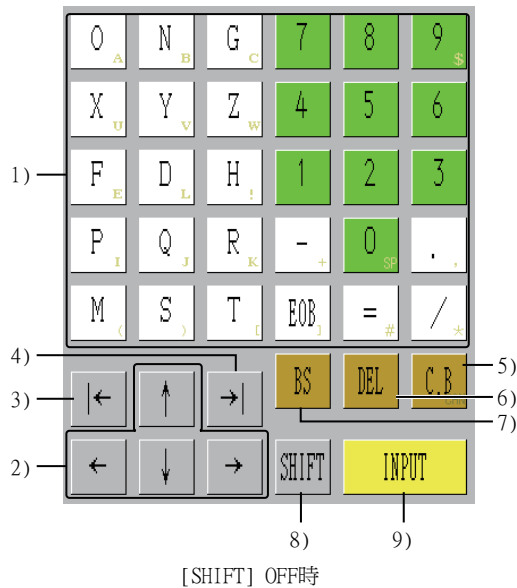 O A N B G C 7 8 9 $
X U Y V Z W 4 5 6
1) F E D L H ! 1 2 3
P I Q J R K - + 0 SP . ,
M ( S ) T [ EOB ] = # / *
4) BS DEL C.B 5)
3) |← ↑ →| 6)
7)
2) ← ↓ → SHIFT INPUT
8) 9)
[SHIFT] OFF時